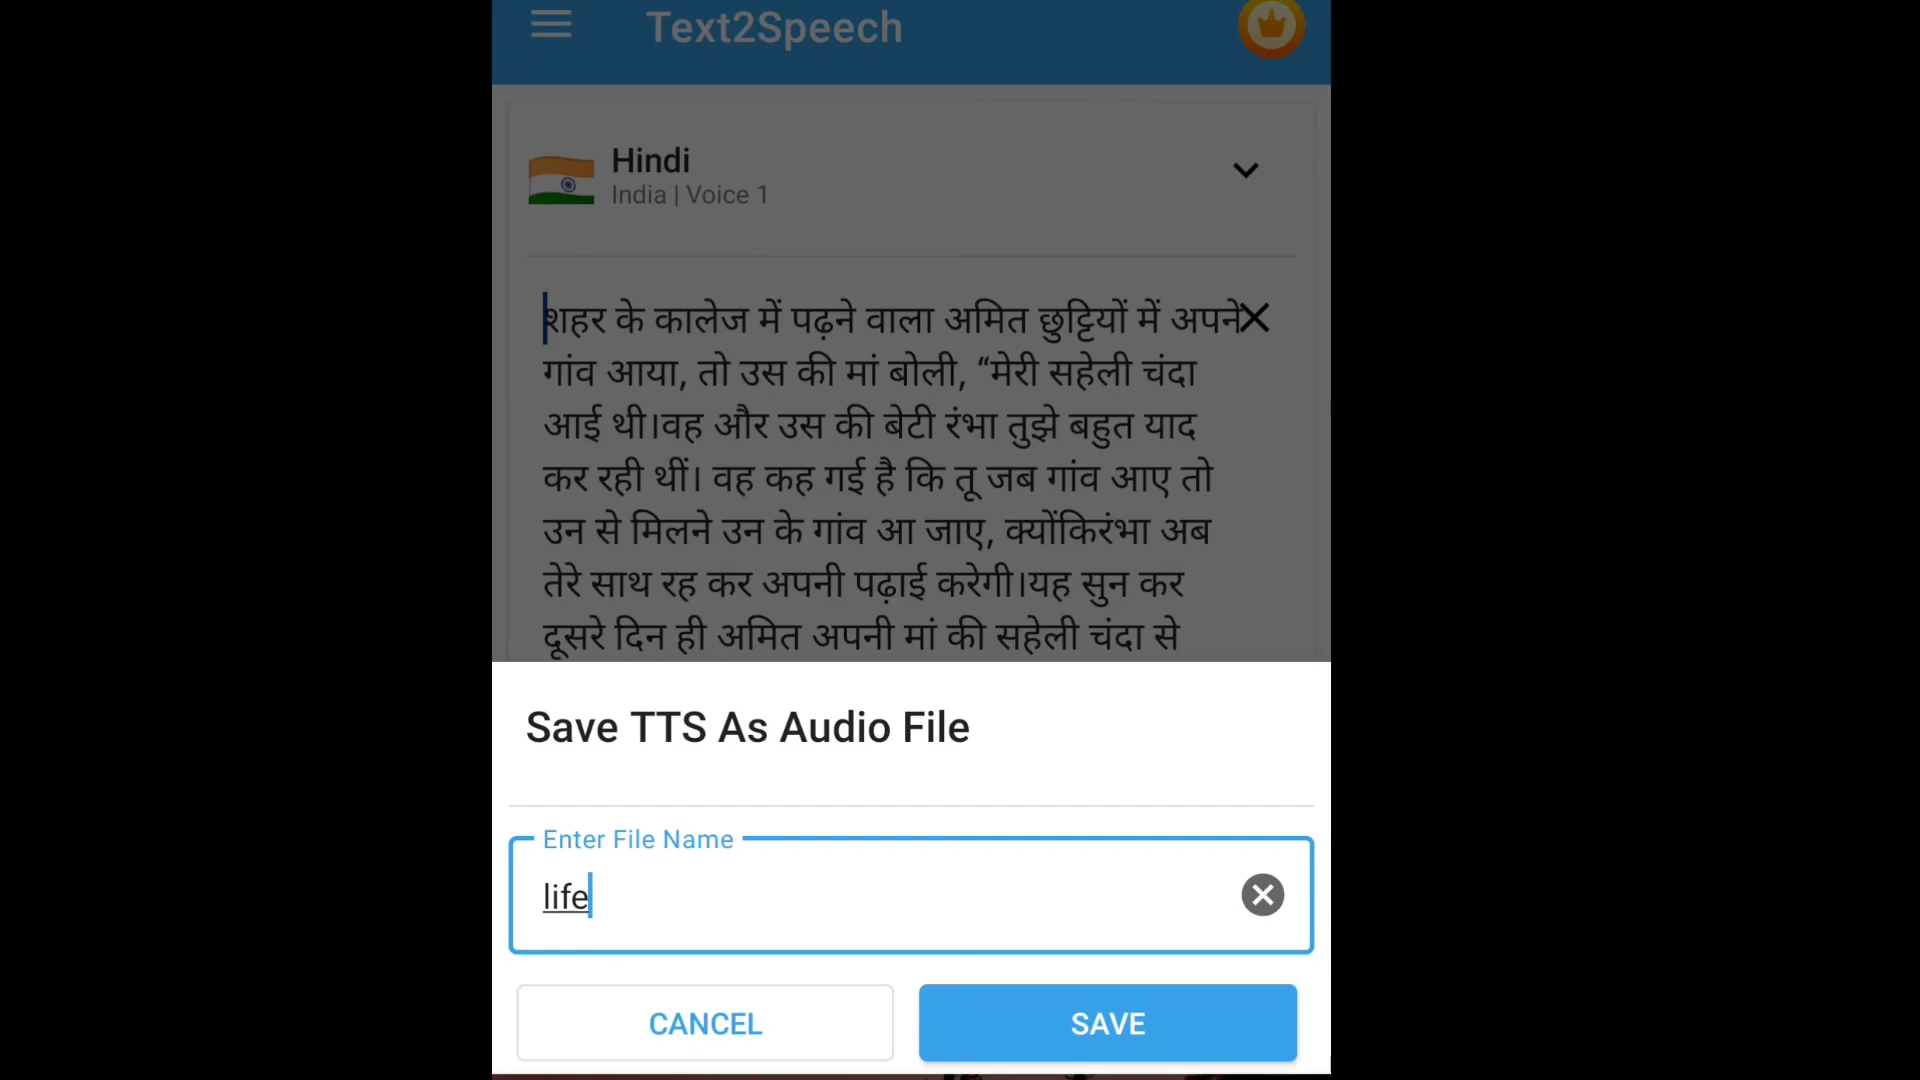 Text2Speech
Hindi
India | Voice 1
शहर के कालेज में पढ़ने वाला अमित छुट्टियों में अपने
गांव आया, तो उस की मां बोली, “मेरी सहेली चंदा
आई थी।वह और उस की बेटी रंभा तुझे बहुत याद
कर रही थीं। वह कह गई है कि तू जब गांव आए तो
उन से मिलने उन के गांव आ जाए, क्योंकिरंभा अब
तेरे साथ रह कर अपनी पढ़ाई करेगी।यह सुन कर
दूसरे दिन ही अमित अपनी मां की सहेली चंदा से
Save TTS As Audio File
Enter File Name
life
CANCEL
SAVE